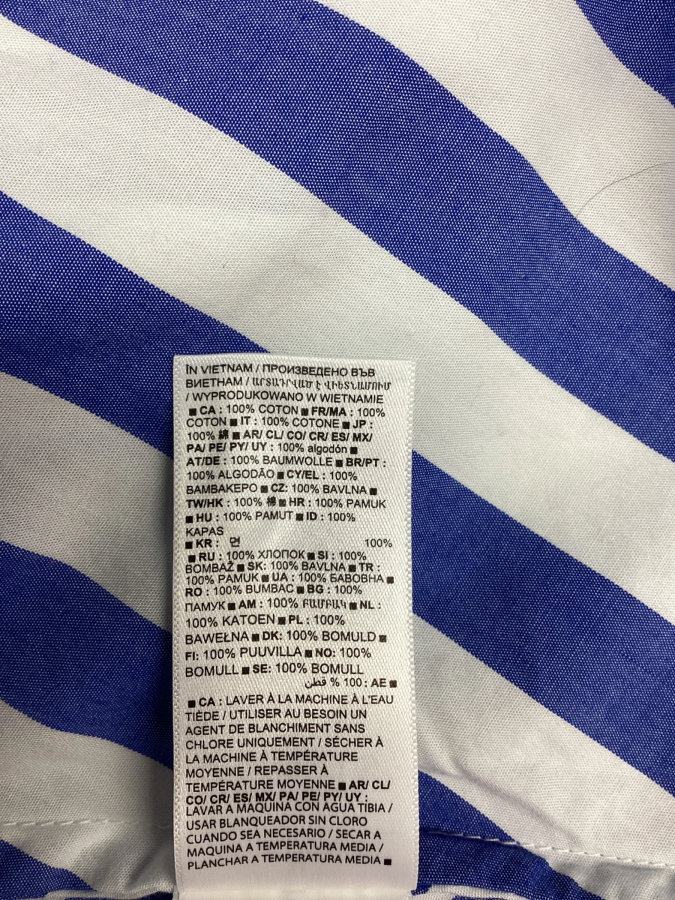 ÎN VIETNAM / ПРОИЗВЕДЕНО ВЪВ
ВИЕТНАМ / ԱՐՏԱԴՐՎԱԾ Է ՎԻԵՏՆԱՄՈՒՄ
/ WYPRODUKOWANO W WIETNAMIE
■ CA : 100% COTON ■ FR/MA : 100%
COTON ■ IT : 100% COTONE ■ JP :
100% 綿 ■ AR/ CL/ CO/ CR/ ES/ MX/
PA/ PE/ PY/ UY : 100% algodón ■
AT/DE : 100% BAUMWOLLE ■ BR/PT :
100% ALGODÃO ■ CY/EL : 100%
ΒΑΜΒΑΚΕΡΟ ■ CZ: 100% BAVLNA ■
TW/HK : 100% 棉 ■ HR : 100% PAMUK
■ HU : 100% PAMUT ■ ID : 100%
KAPAS
■ KR : 면 100%
■ RU : 100% ХЛОПОК ■ SI : 100%
BOMBAŽ ■ SK: 100% BAVLNA ■ TR :
100% PAMUK ■ UA : 100% БАВОВНА ■
RO : 100% BUMBAC ■ BG : 100%
ПАМУК ■ AM : 100% ԲԱՄԲԱԿ ■ NL :
100% KATOEN ■ PL : 100%
BAWEŁNA ■ DK: 100% BOMULD ■
FI: 100% PUUVILLA ■ NO: 100%
BOMULL ■ SE: 100% BOMULL
■ AE : 100 % قطن
■ CA : LAVER À LA MACHINE À L'EAU
TIÈDE / UTILISER AU BESOIN UN
AGENT DE BLANCHIMENT SANS
CHLORE UNIQUEMENT / SÉCHER À
LA MACHINE À TEMPÉRATURE
MOYENNE / REPASSER À
TEMPÉRATURE MOYENNE ■ AR/ CL/
CO/ CR/ ES/ MX/ PA/ PE/ PY/ UY :
LAVAR A MAQUINA CON AGUA TIBIA /
USAR BLANQUEADOR SIN CLORO
CUANDO SEA NECESARIO / SECAR A
MAQUINA A TEMPERATURA MEDIA /
PLANCHAR A TEMPERATURA MEDIA ■